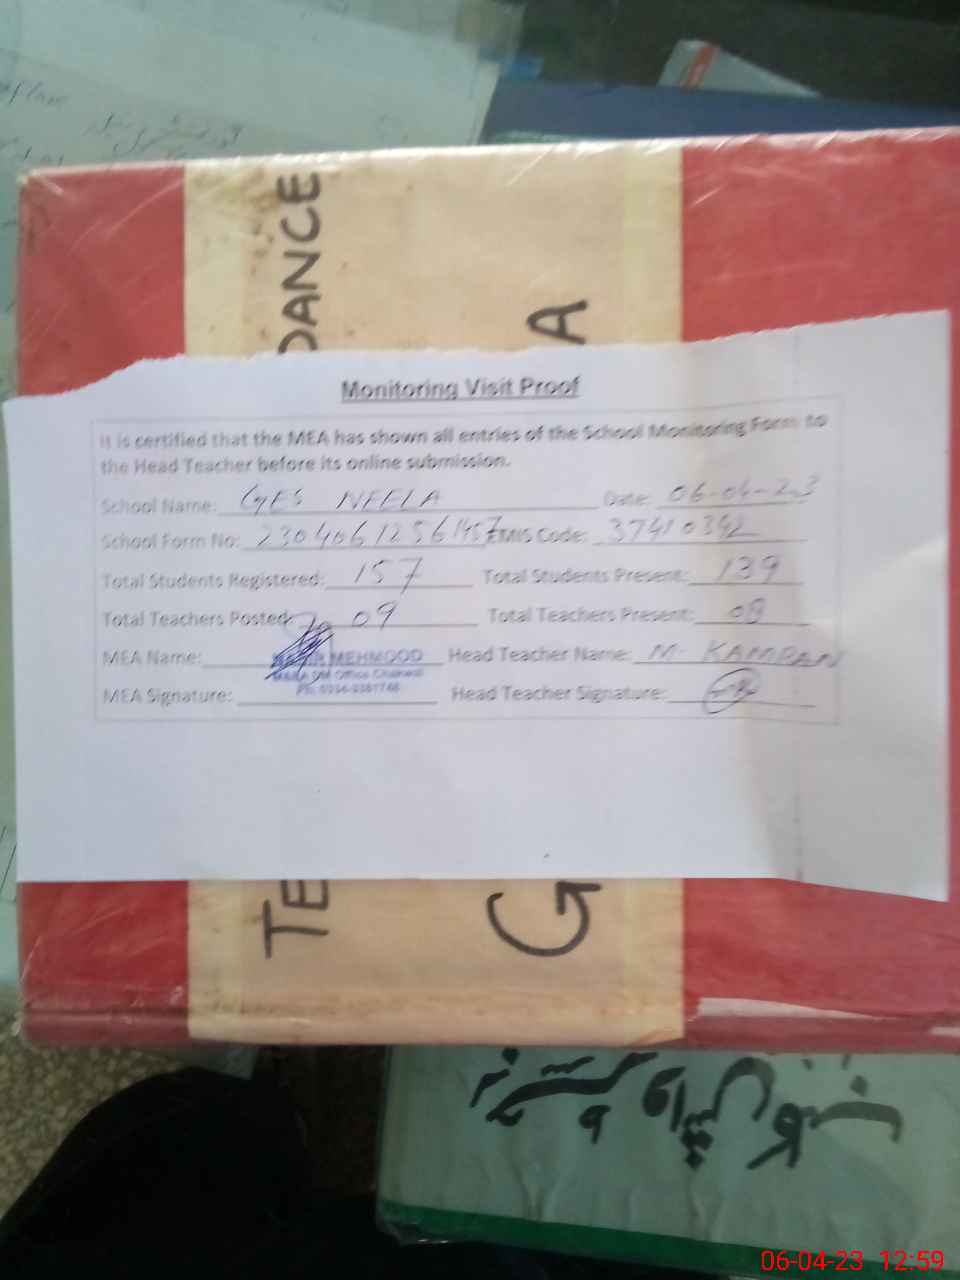 DANCE
A
Monitoring Visit Proof
It is certified that the MEA has shown all entries of the School Monitoring Form to
the Head Teacher before its online submission.
School Name: GES NEELA Date: 06-04-23
School Form No: EMIS Code: 37410342
Total Students Registered: 157 Total Students Present: 139
Total Teachers Posted: 09 Total Teachers Present: 08
MEA Name: MEHMOOD Head Teacher Name: M. KAMRAN
Office Chakwal
MEA Signature: Head Teacher Signature:
TE
G
06-04-23 12:59